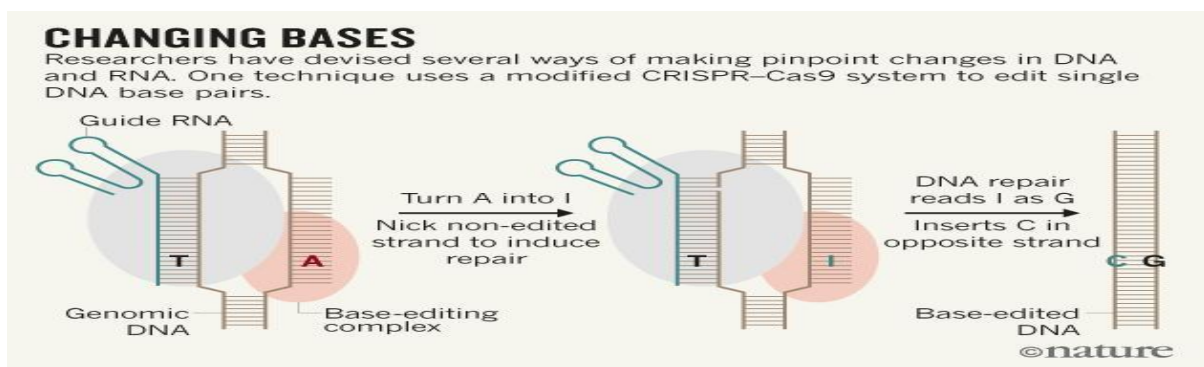 CHANGING BASES
Researchers have devised several ways of making pinpoint changes in DNA
and RNA. One technique uses a modified CRISPR–Cas9 system to edit single
DNA base pairs.
Guide RNA
T
A
Genomic
DNA
Base-editing
complex
Turn A into I
Nick non-edited
strand to induce
repair
T
I
DNA repair
reads I as G
Inserts C in
opposite strand
C G
Base-edited
DNA
©nature